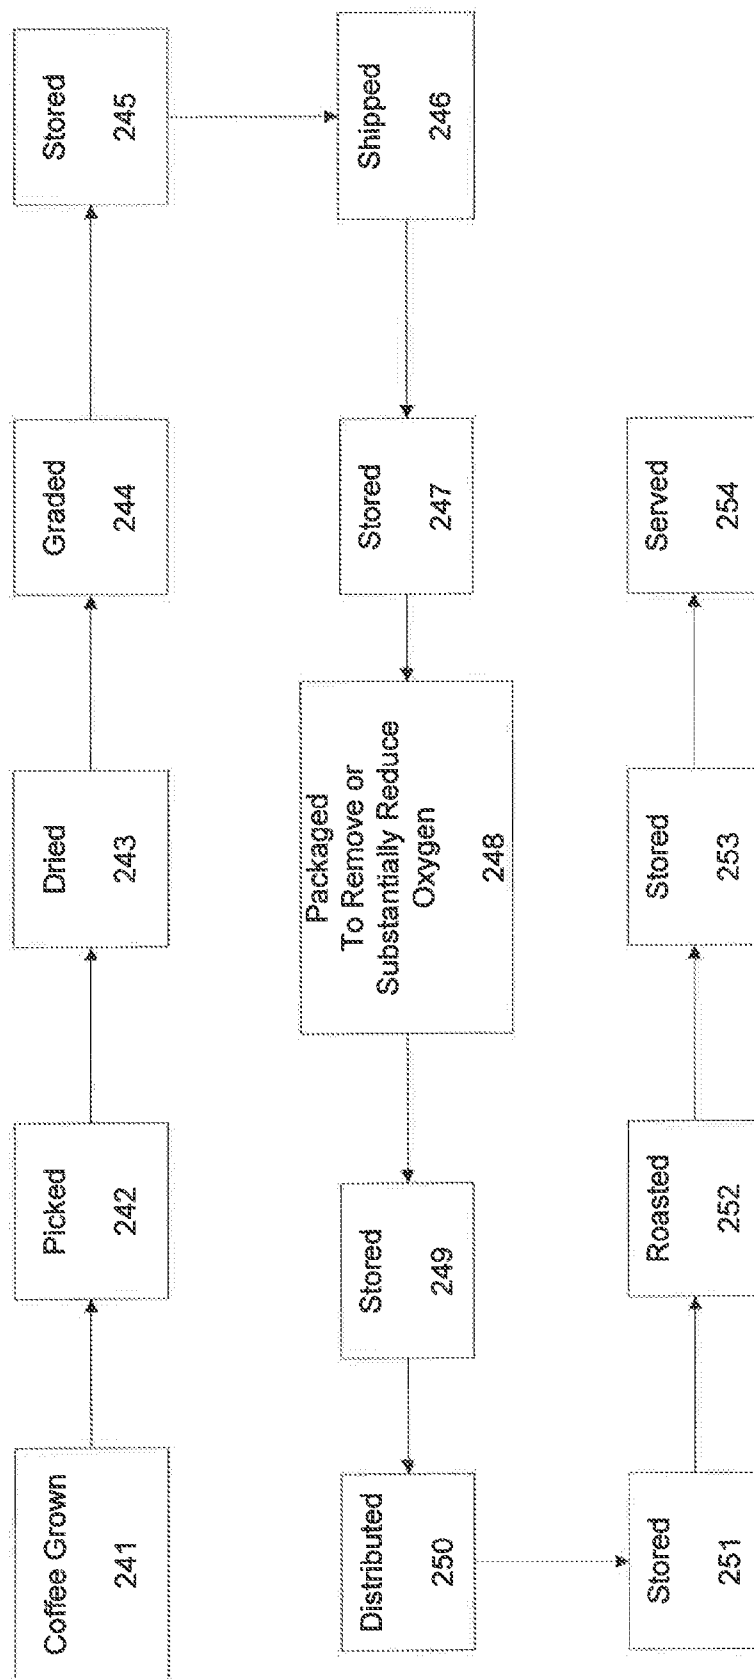 Coffee Grown
241
Picked
242
Dried
243
Graded
244
Stored
245
Shipped
246
Stored
247
Packaged
To Remove or
Substantially Reduce
Oxygen
248
Stored
249
Distributed
250
Stored
251
Roasted
252
Stored
253
Served
254